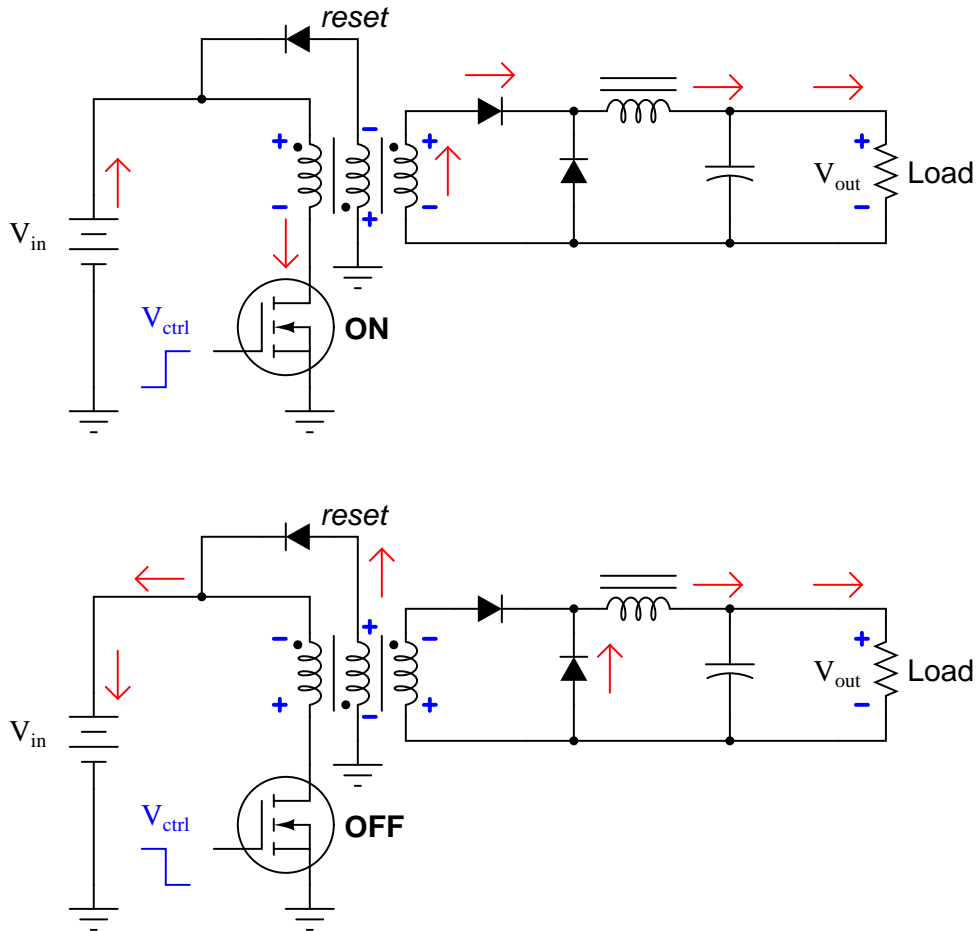 reset
+
-
-
+
+
-
V_out
+
-
Load
V_in
V_ctrl
ON
reset
-
+
+
-
-
+
V_out
+
-
Load
V_in
V_ctrl
OFF